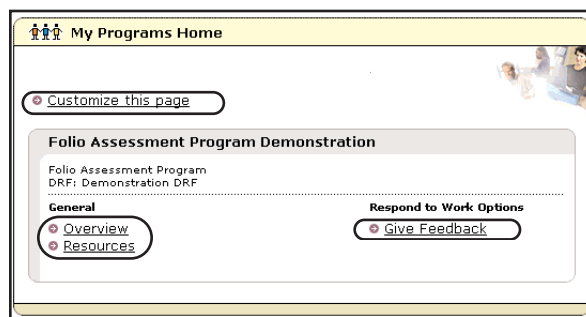 My Programs Home
Customize this page
Folio Assessment Program Demonstration
Folio Assessment Program
DRF: Demonstration DRF
General
Respond to Work Options
Overview
Give Feedback
Resources